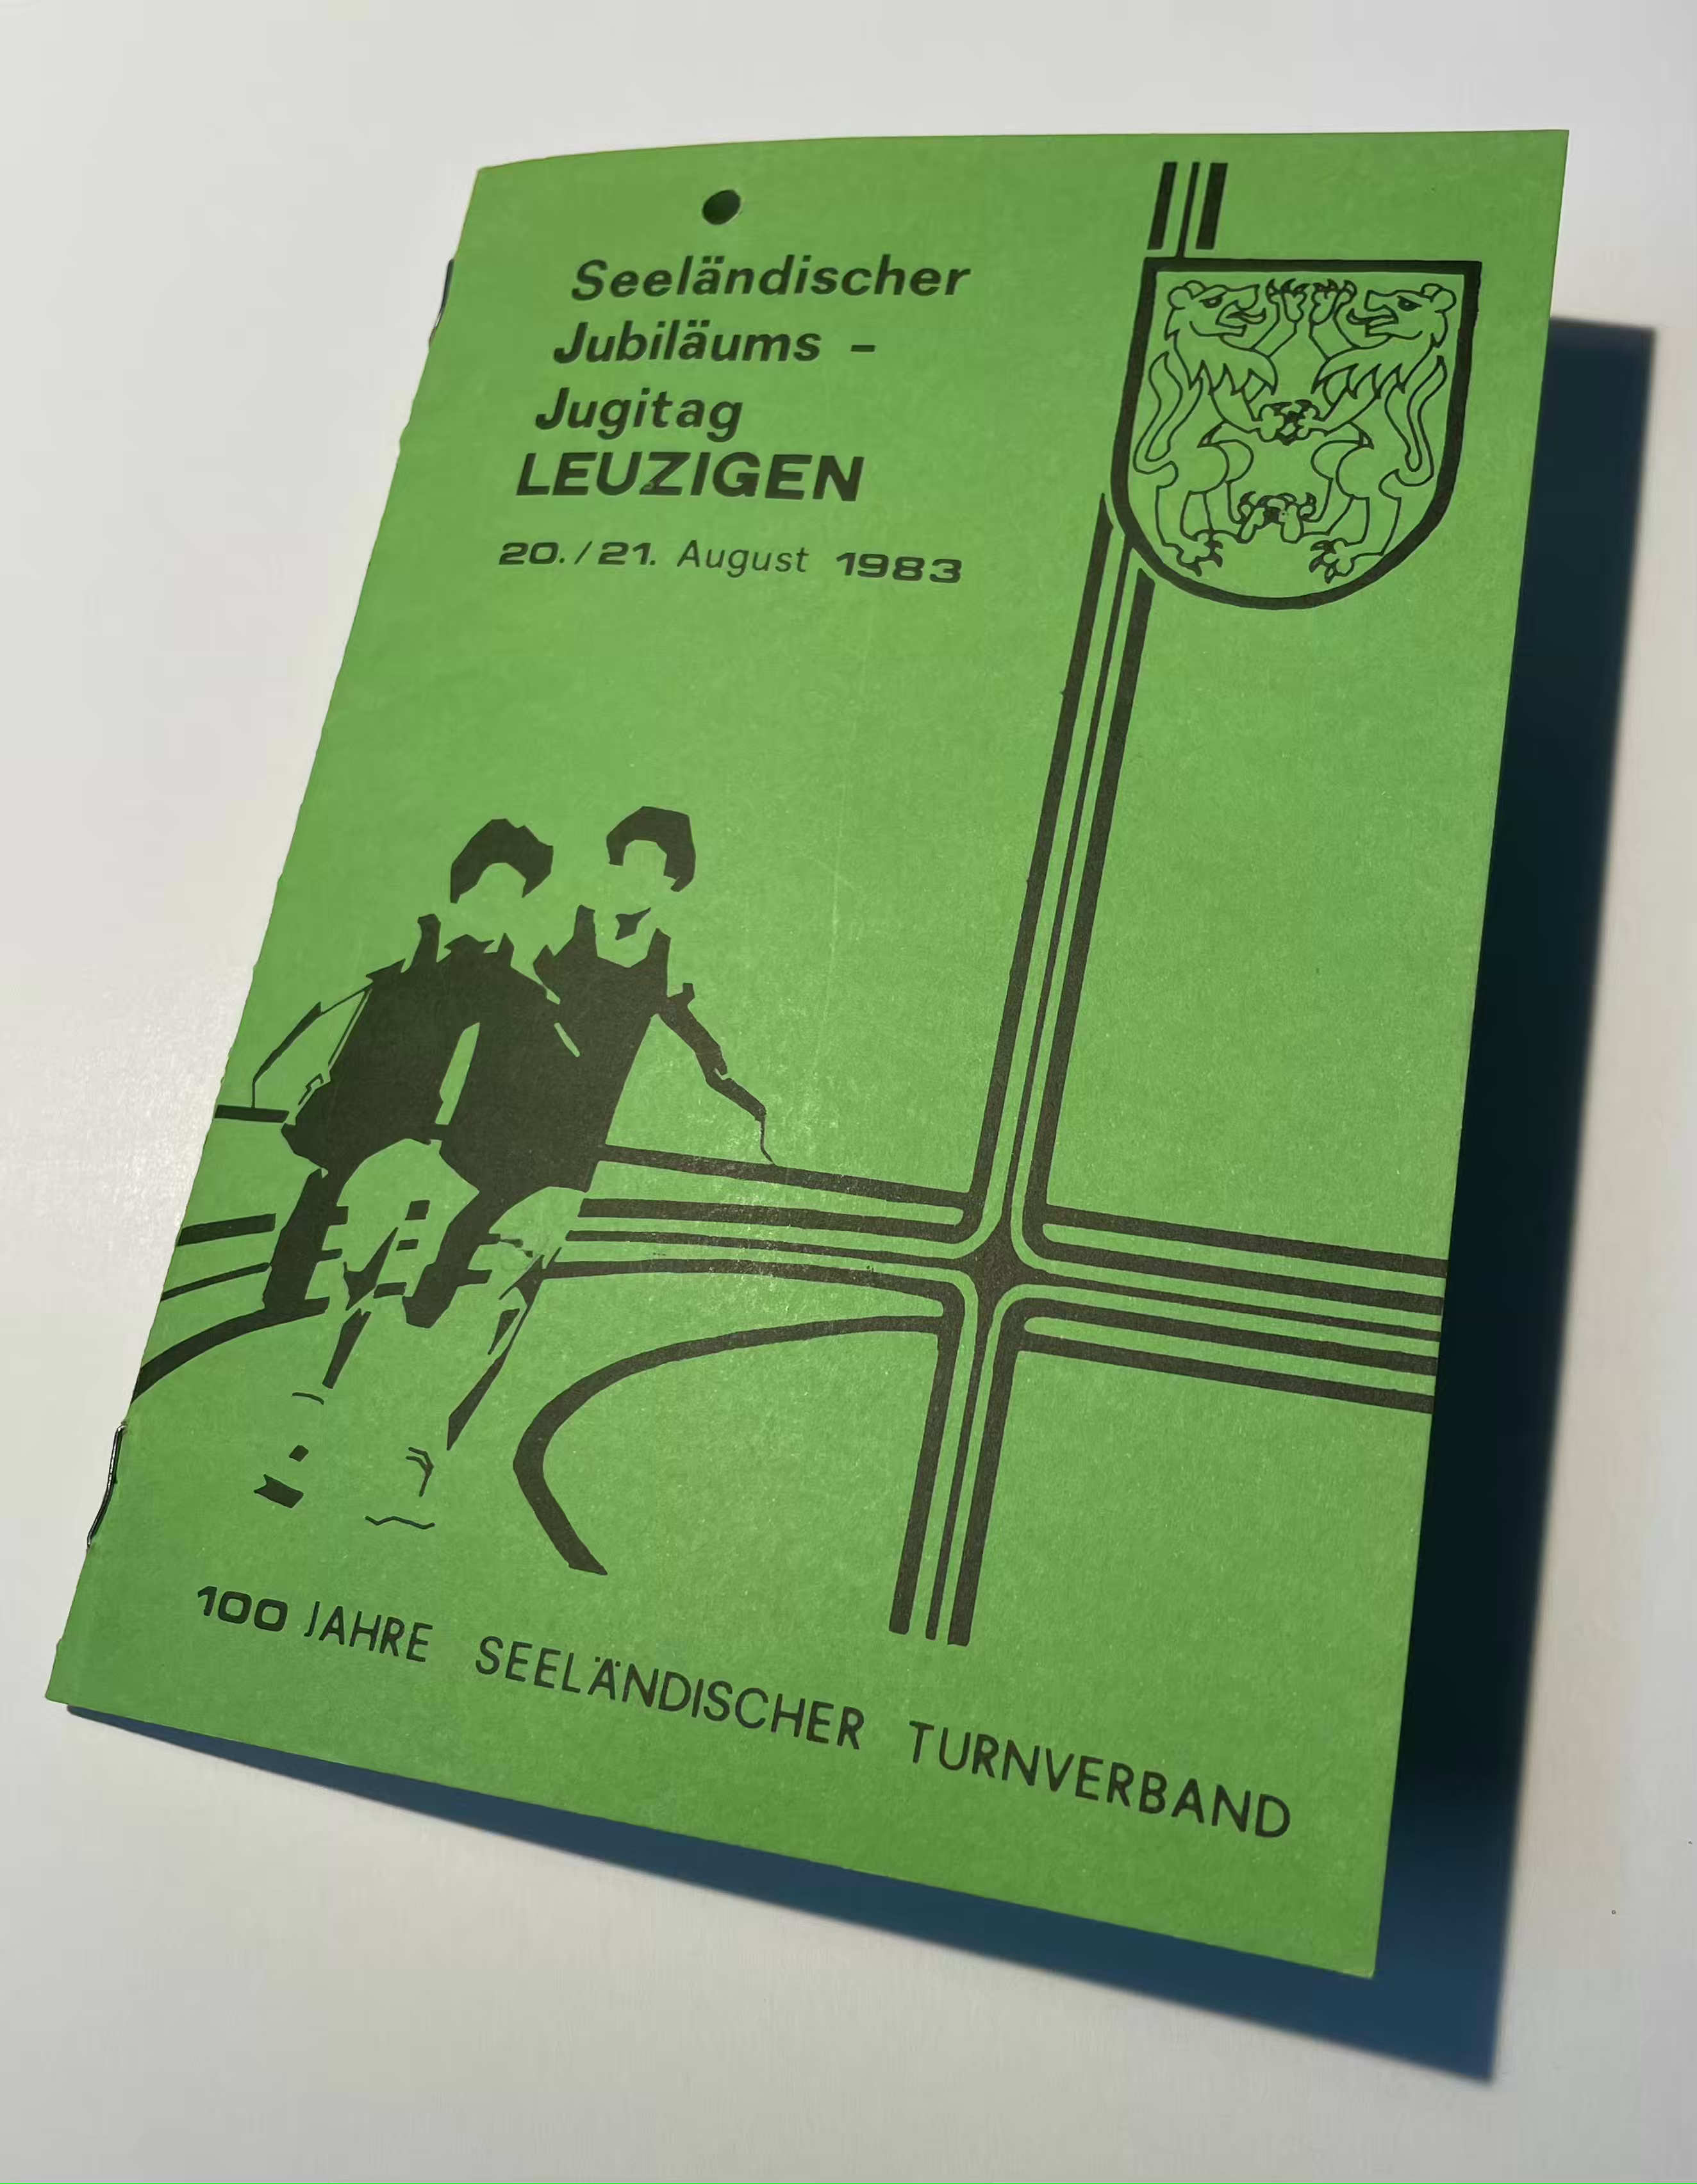 Seeländischer
Jubiläums -
Jugitag
LEUZIGEN
20./21. August 1983
100 JAHRE SEELÄNDISCHER TURNVERBAND